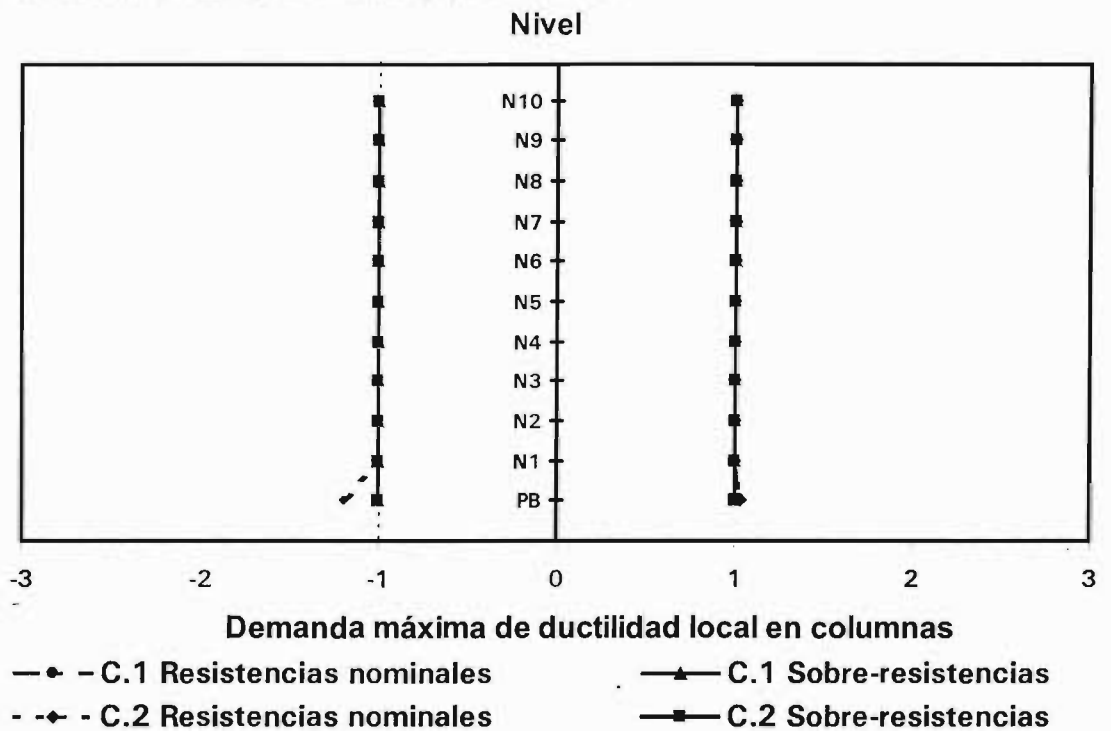 Nivel
N10
N9
N8
N7
N6
N5
N4
N3
N2
N1
PB
-3 -2 -1 0 1 2 3
Demanda máxima de ductilidad local en columnas
C.1 Resistencias nominales
C.1 Sobre-resistencias
C.2 Resistencias nominales
C.2 Sobre-resistencias